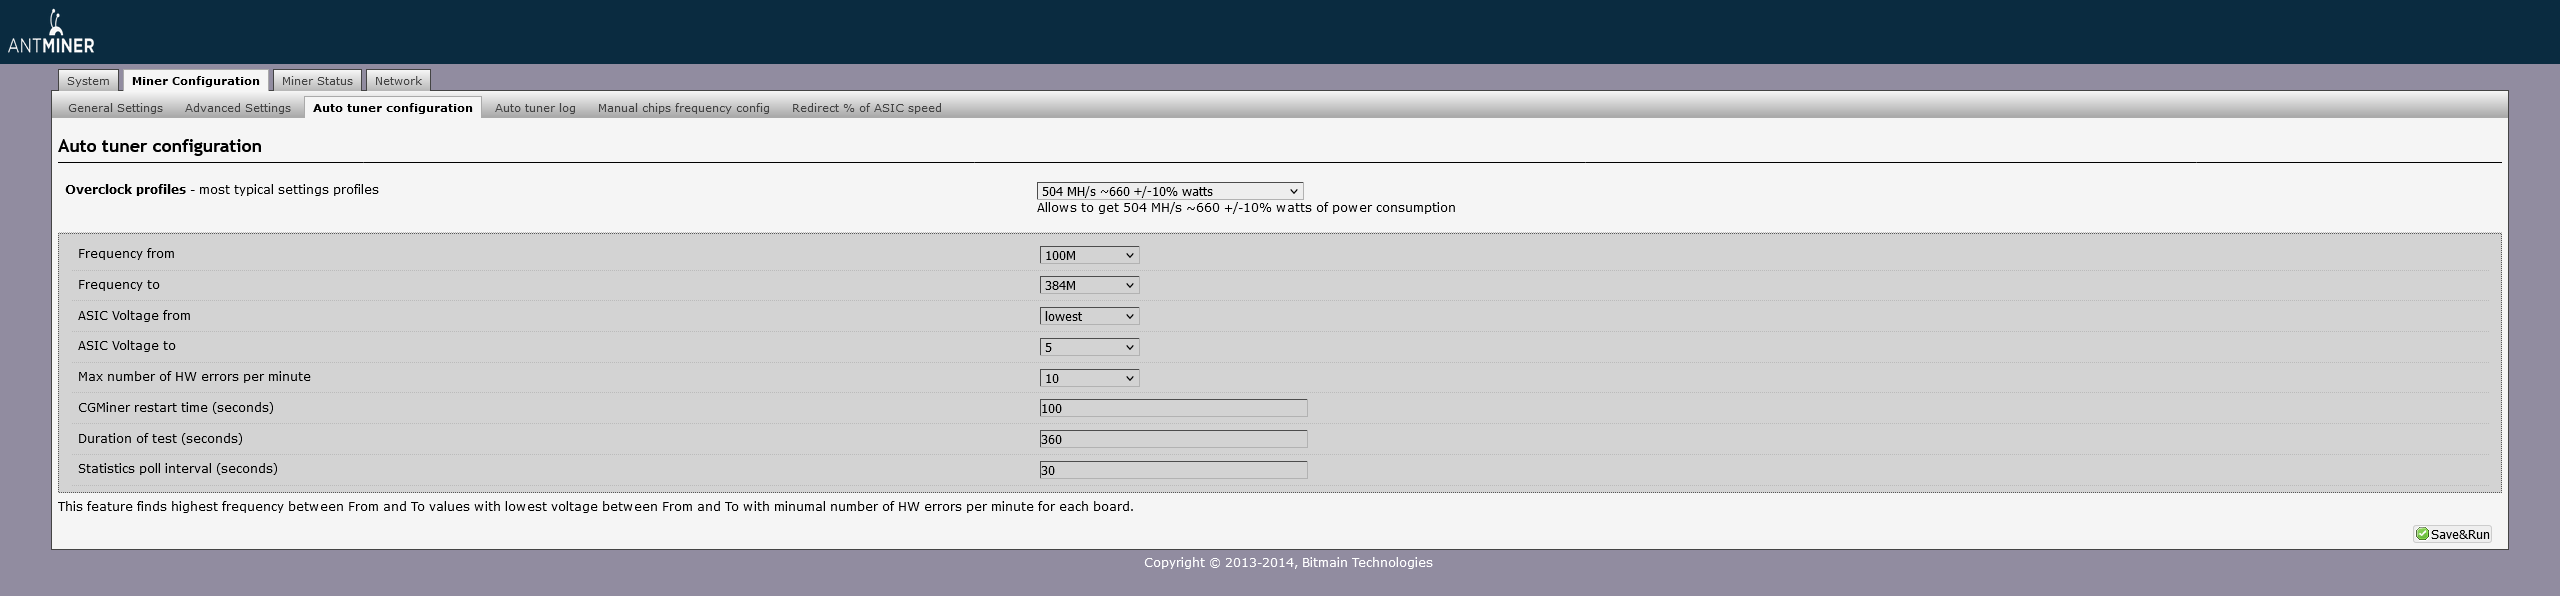 ANTMINER
System Miner Configuration Miner Status Network
General Settings Advanced Settings Auto tuner configuration Auto tuner log Manual chips frequency config Redirect % of ASIC speed
Auto tuner configuration
Overclock profiles - most typical settings profiles 504 MH/s ~660 +/-10% watts
Allows to get 504 MH/s ~660 +/-10% watts of power consumption
Frequency from 100M
Frequency to 384M
ASIC Voltage from lowest
ASIC Voltage to 5
Max number of HW errors per minute 10
CGMiner restart time (seconds) 100
Duration of test (seconds) 360
Statistics poll interval (seconds) 30
This feature finds highest frequency between From and To values with lowest voltage between From and To with minumal number of HW errors per minute for each board.
Save&Run
Copyright © 2013-2014, Bitmain Technologies